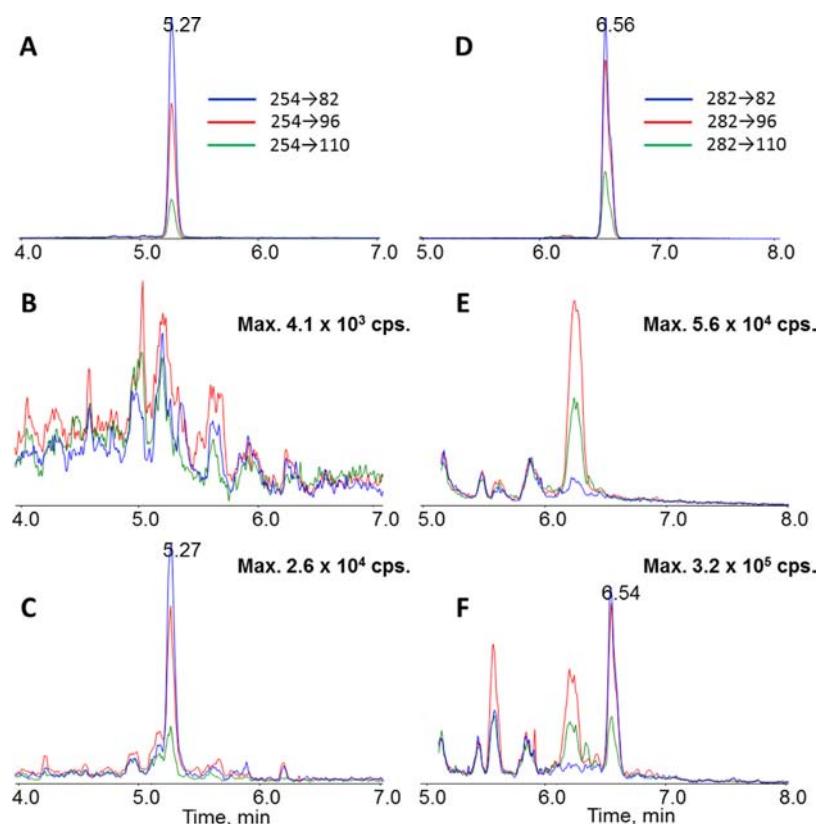 A
5.27
254→82
254→96
254→110
4.0 5.0 6.0 7.0
D
6.56
282→82
282→96
282→110
5.0 6.0 7.0 8.0
B
Max. 4.1 x 10³ cps.
4.0 5.0 6.0 7.0
E
Max. 5.6 x 10⁴ cps.
5.0 6.0 7.0 8.0
C
5.27
Max. 2.6 x 10⁴ cps.
4.0 5.0 6.0 7.0
Time, min
F
Max. 3.2 x 10⁵ cps.
6.54
5.0 6.0 7.0 8.0
Time, min